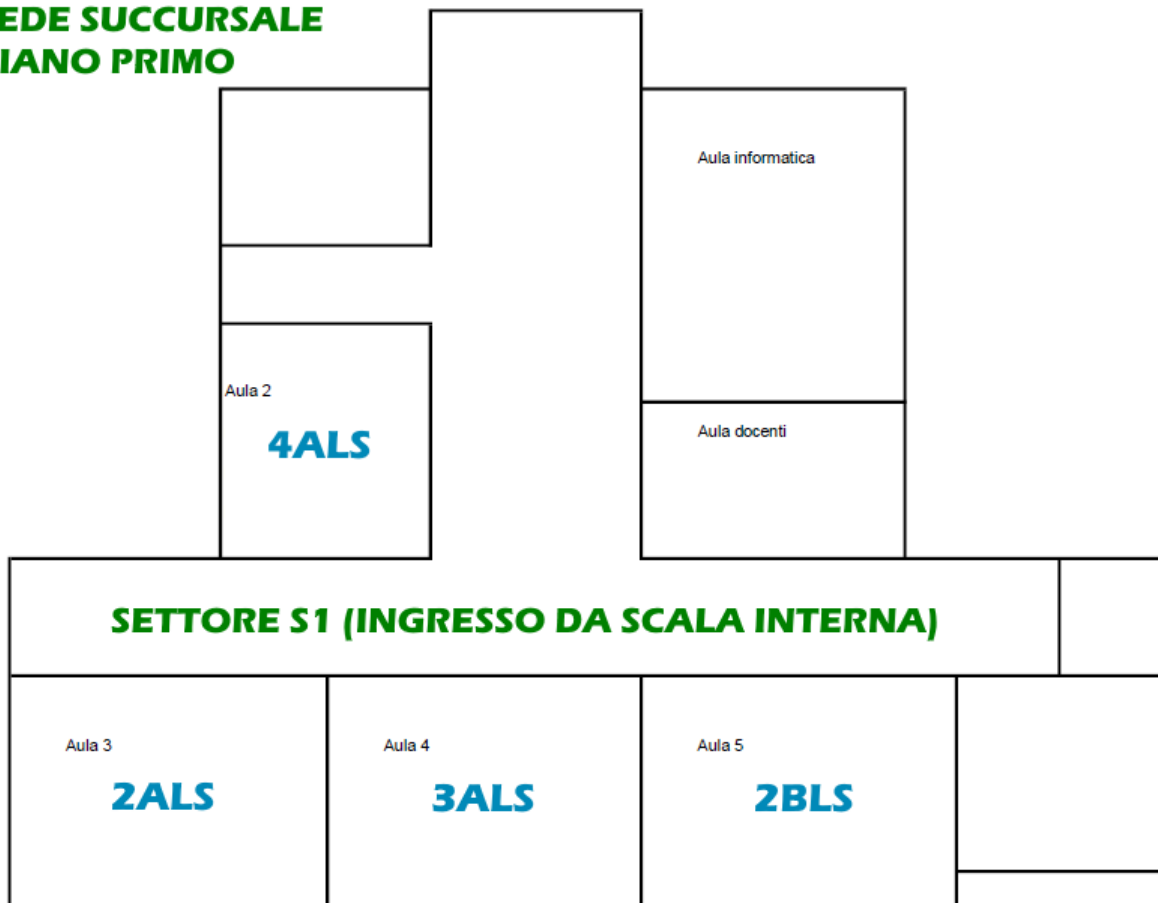 EDE SUCCURSALE
IANO PRIMO
Aula informatica
Aula 2
4ALS
Aula docenti
SETTORE S1 (INGRESSO DA SCALA INTERNA)
Aula 3
2ALS
Aula 4
3ALS
Aula 5
2BLS